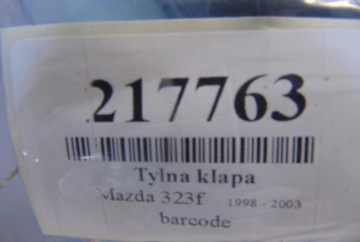 217763
Tylna klapa
Mazda 323f 1998 - 2003
barcode